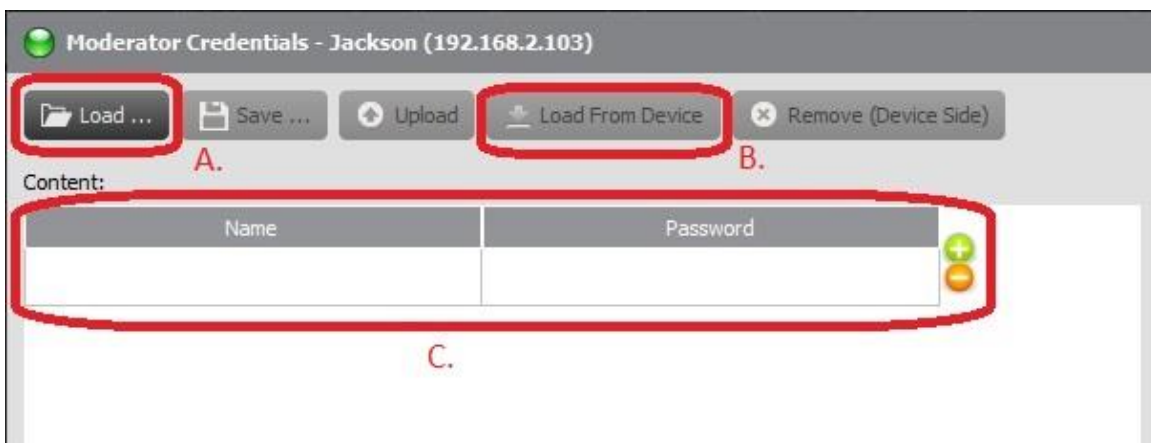 Moderator Credentials - Jackson (192.168.2.103)
Load ... Save ... Upload Load From Device Remove (Device Side)
A. B.
Content:
Name Password
C.